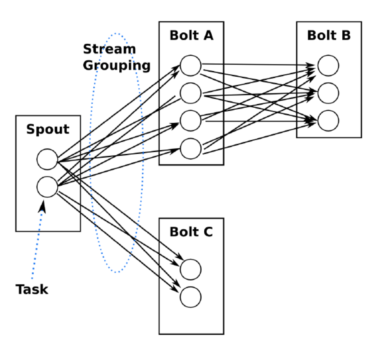 Stream
Grouping
Bolt A
Bolt B
Spout
Bolt C
Task